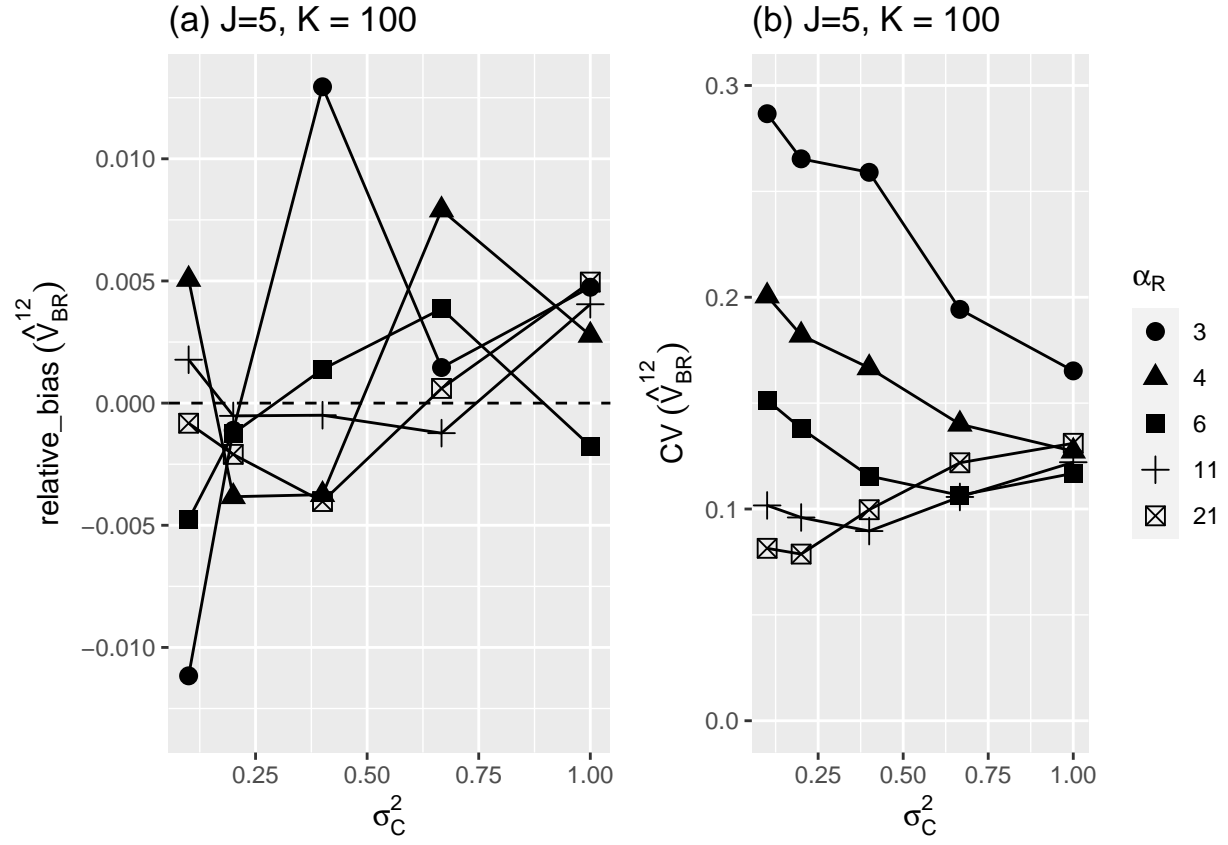 (a) J=5, K = 100
relative_bias (V̂¹²_BR)
0.010
0.005
0.000
−0.005
−0.010
0.25 0.50 0.75 1.00
σ²_C
(b) J=5, K = 100
CV (V̂¹²_BR)
0.3
0.2
0.1
0.0
0.25 0.50 0.75 1.00
σ²_C
α_R
3
4
6
11
21